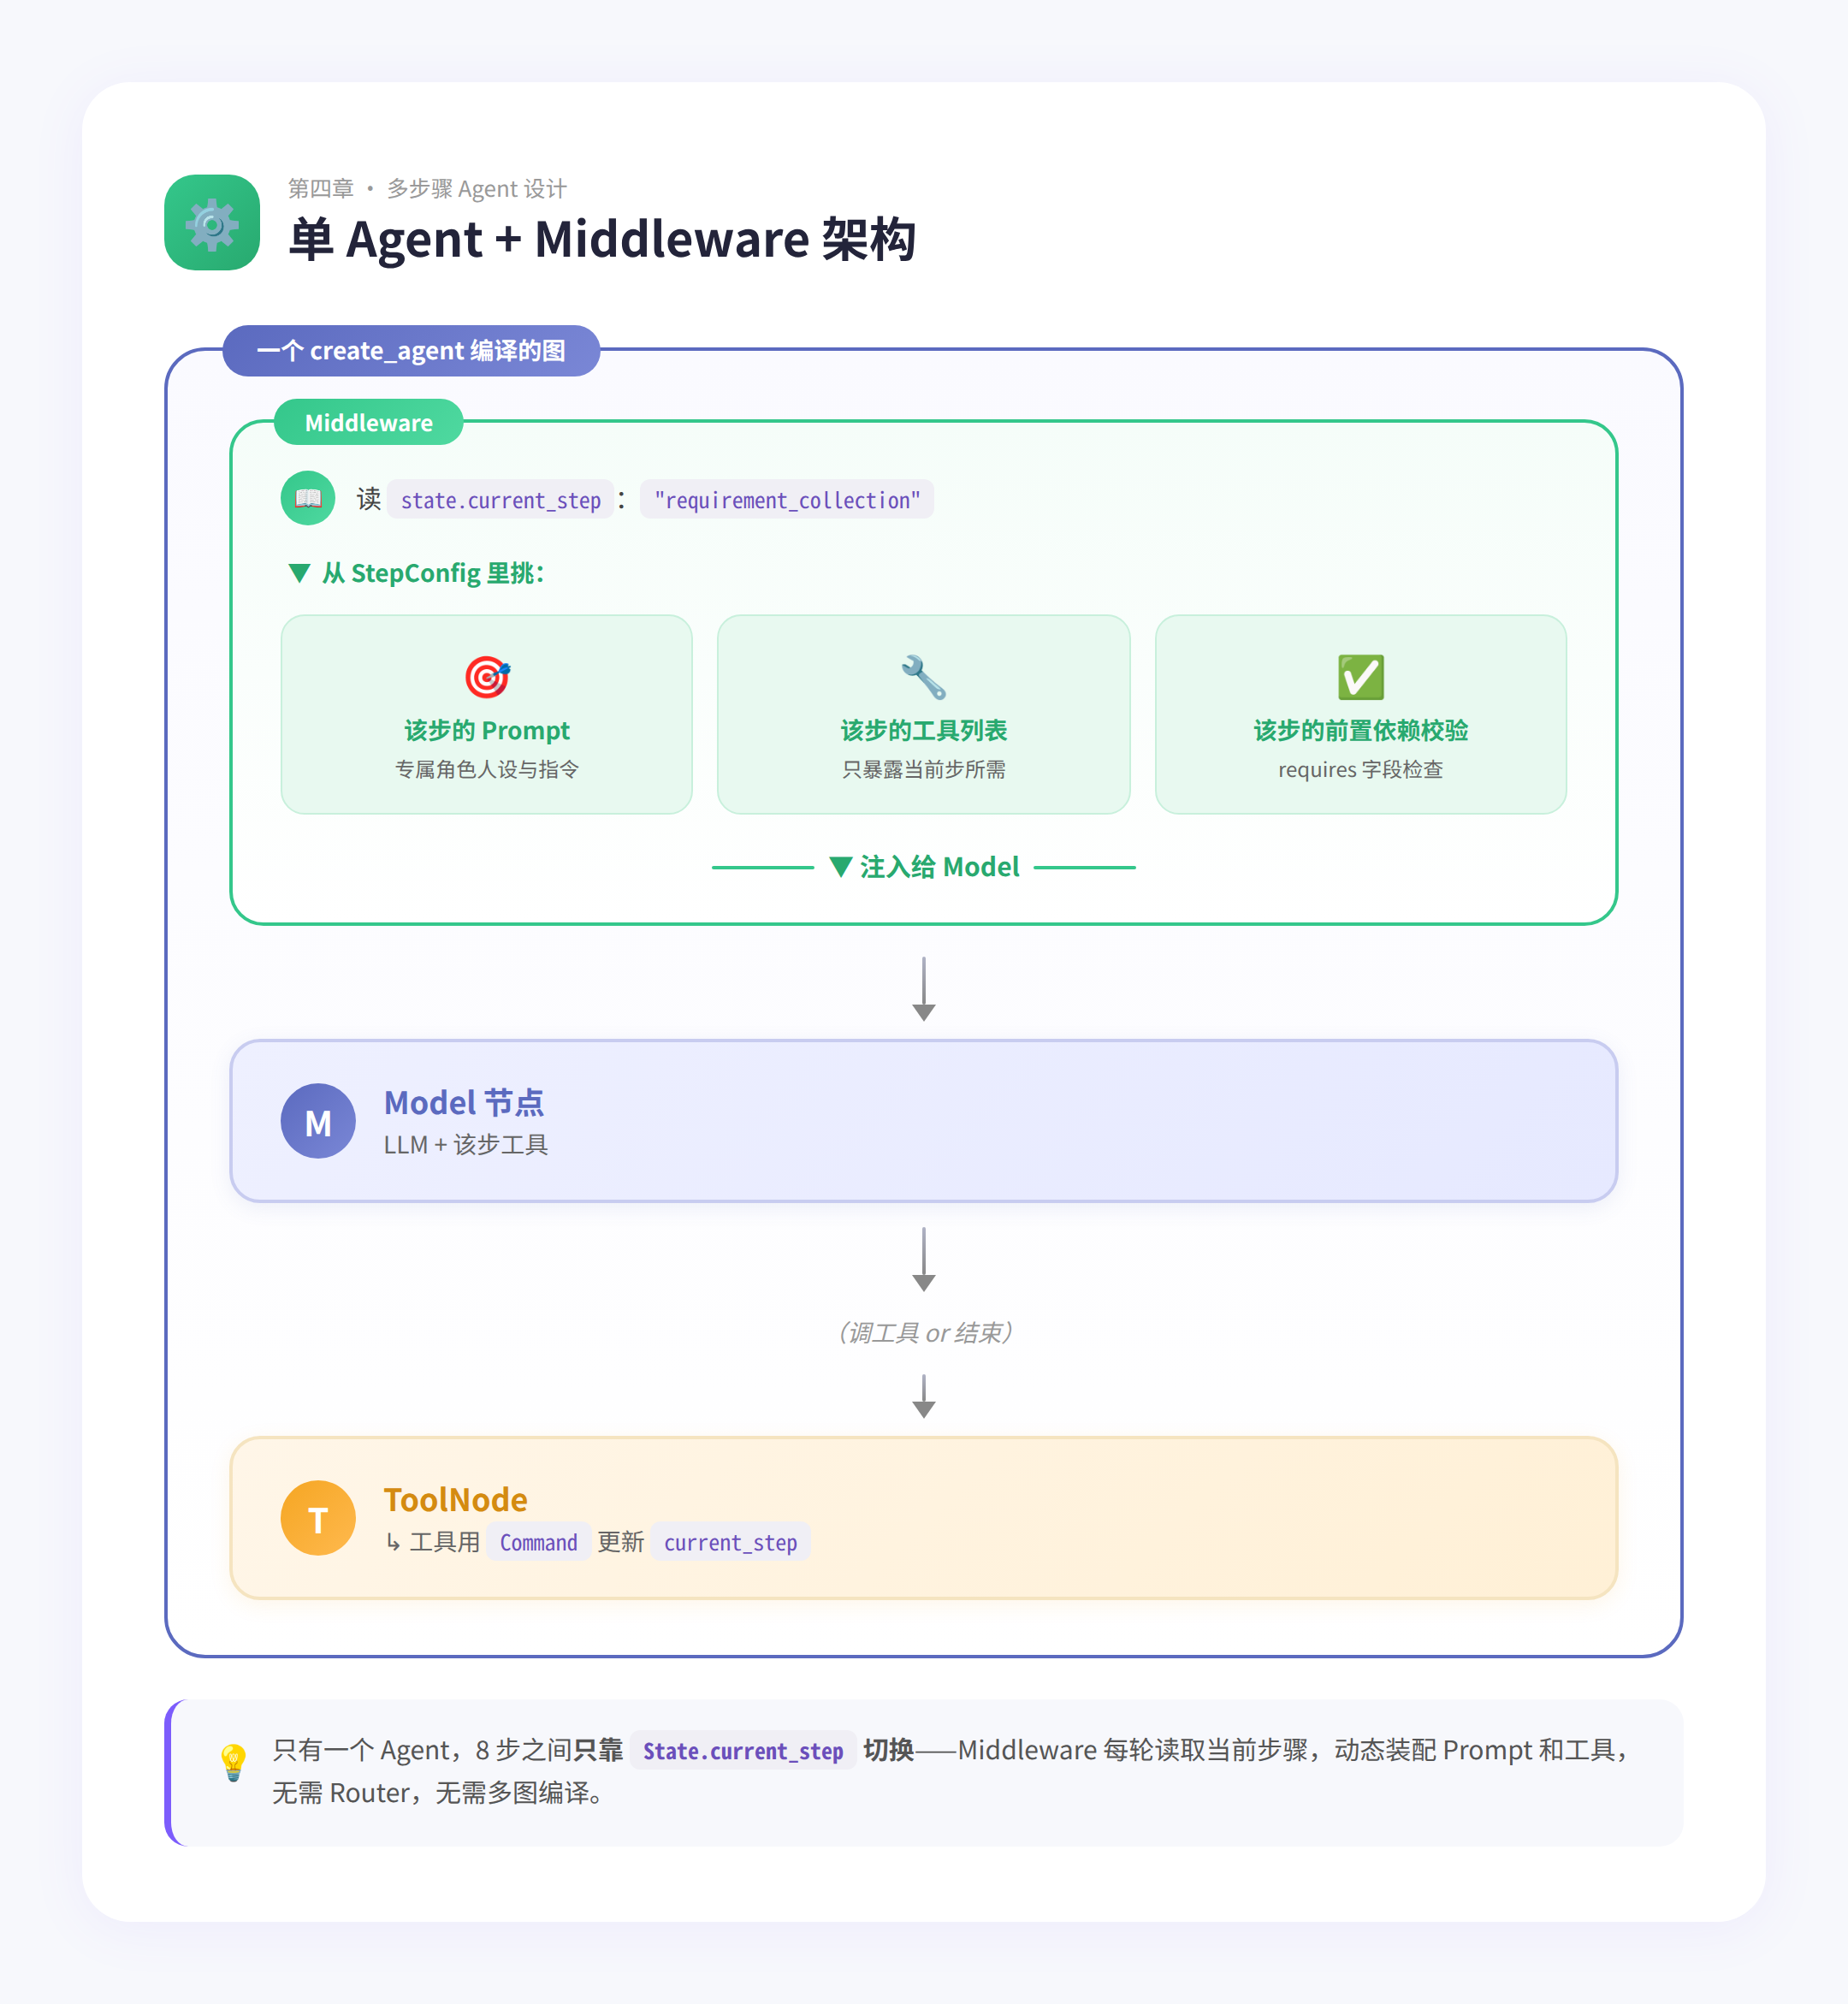 第四章 · 多步骤 Agent 设计
单 Agent + Middleware 架构
一个 create_agent 编译的图
Middleware
读 state.current_step : "requirement_collection"
▼ 从 StepConfig 里挑：
该步的 Prompt
专属角色人设与指令
该步的工具列表
只暴露当前步所需
该步的前置依赖校验
requires 字段检查
▼ 注入给 Model
M
Model 节点
LLM + 该步工具
（调工具 or 结束）
T
ToolNode
↳ 工具用 Command 更新 current_step
只有一个 Agent，8 步之间只靠 State.current_step 切换——Middleware 每轮读取当前步骤，动态装配 Prompt 和工具，
无需 Router，无需多图编译。